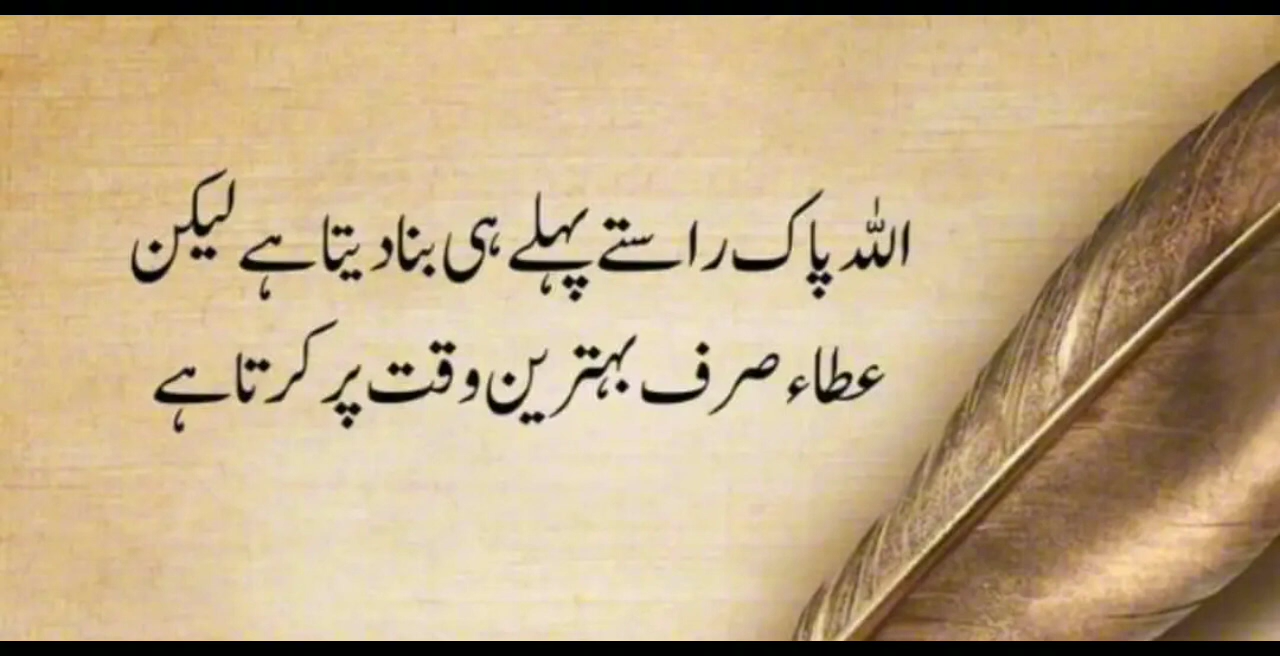 اللہ پاک راستے پہلے ہی بنا دیتا ہے لیکن
عطاء صرف بہترین وقت پر کرتا ہے